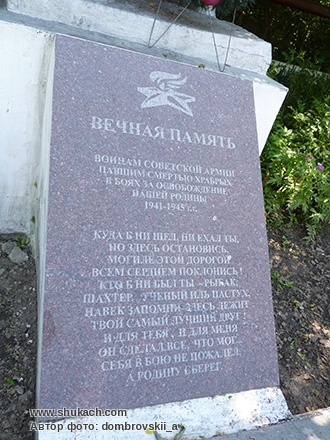 ВЕЧНАЯ ПАМЯТЬ
ВОИНАМ СОВЕТСКОЙ АРМИИ
ПАВШИМ СМЕРТЬЮ ХРАБРЫХ
В БОЯХ ЗА ОСВОБОЖДЕНИЕ
НАШЕЙ РОДИНЫ
1941-1945 г.г.
КУДА Б НИ ШЕЛ, НИ ЕХАЛ ТЫ,
НО ЗДЕСЬ ОСТАНОВИСЬ,
МОГИЛЕ ЭТОЙ ДОРОГОЙ
ВСЕМ СЕРДЦЕМ ПОКЛОНИСЬ!
КТО Б НИ БЫЛ ТЫ - РЫБАК,
ШАХТЕР, УЧЕНЫЙ ИЛЬ ПАСТУХ,
НАВЕК ЗАПОМНИ: ЗДЕСЬ ЛЕЖИТ
ТВОЙ САМЫЙ ЛУЧШИЙ ДРУГ!
И ДЛЯ ТЕБЯ, И ДЛЯ МЕНЯ
ОН СДЕЛАЛ ВСЕ, ЧТО МОГ:
СЕБЯ В БОЮ НЕ ПОЖАЛЕЛ,
А РОДИНУ СБЕРЕГ.
www.shukach.com
Автор фото: dombrovskii_a